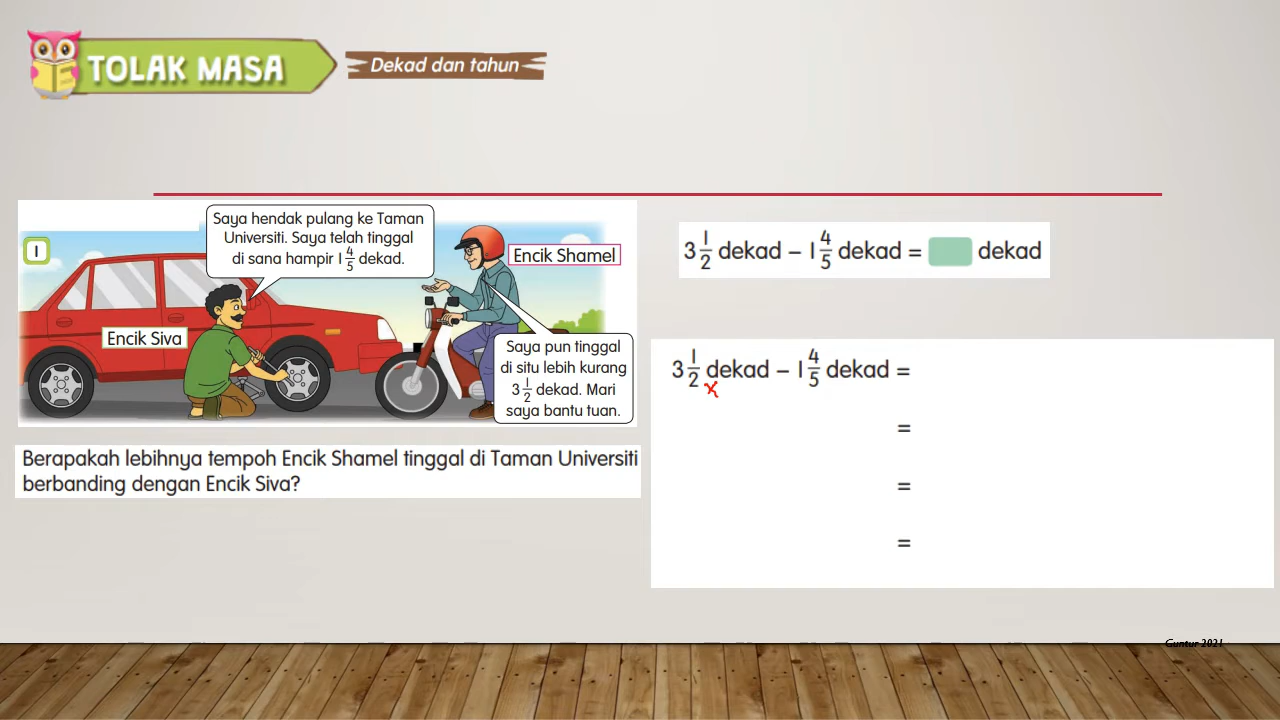 TOLAK MASA
Dekad dan tahun
1
Saya hendak pulang ke Taman
Universiti. Saya telah tinggal
di sana hampir 1 4/5 dekad.
Encik Shamel
Encik Siva
Saya pun tinggal
di situ lebih kurang
3 1/2 dekad. Mari
saya bantu tuan.
Berapakah lebihnya tempoh Encik Shamel tinggal di Taman Universiti
berbanding dengan Encik Siva?
3 1/2 dekad – 1 4/5 dekad = dekad
3 1/2 dekad – 1 4/5 dekad =
x
=
=
=
Guntur 2021